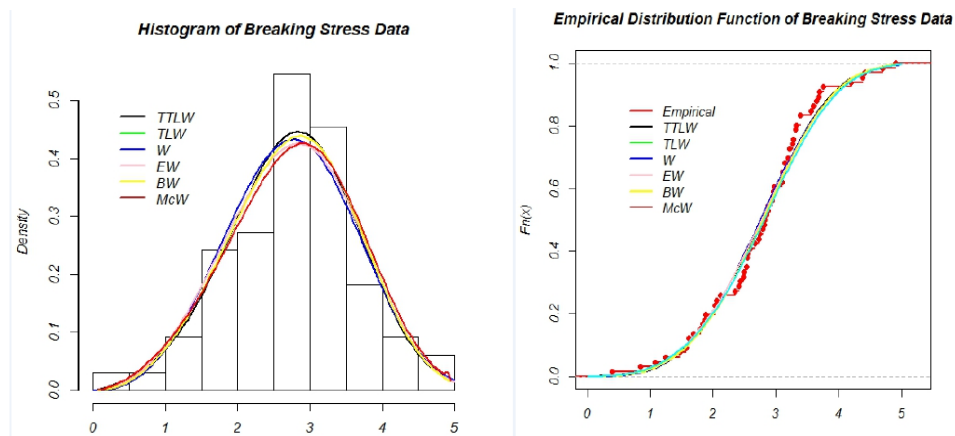 Histogram of Breaking Stress Data
Density
0.0
0.1
0.2
0.3
0.4
0.5
TTLW
TLW
W
EW
BW
McW
0 1 2 3 4 5
Empirical Distribution Function of Breaking Stress Data
Fn(x)
0.0
0.2
0.4
0.6
0.8
1.0
Empirical
TTLW
TLW
W
EW
BW
McW
0 1 2 3 4 5